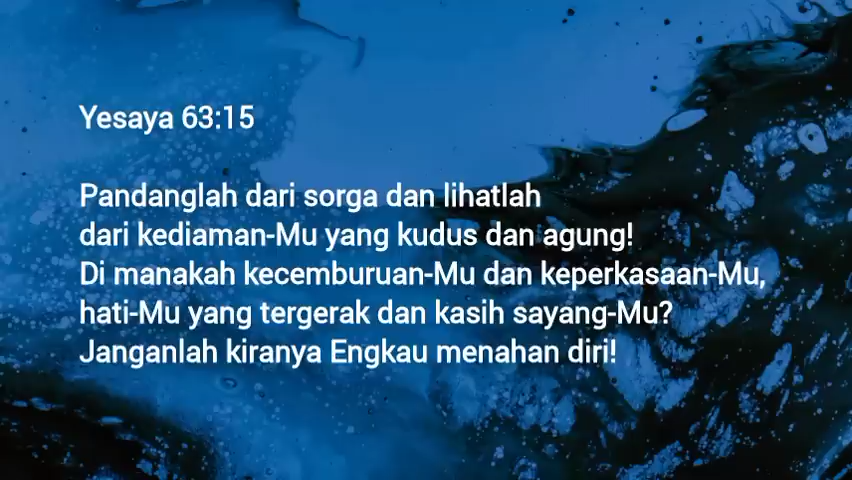 Yesaya 63:15
Pandanglah dari sorga dan lihatlah
dari kediaman-Mu yang kudus dan agung!
Di manakah kecemburuan-Mu dan keperkasaan-Mu,
hati-Mu yang tergerak dan kasih sayang-Mu?
Janganlah kiranya Engkau menahan diri!